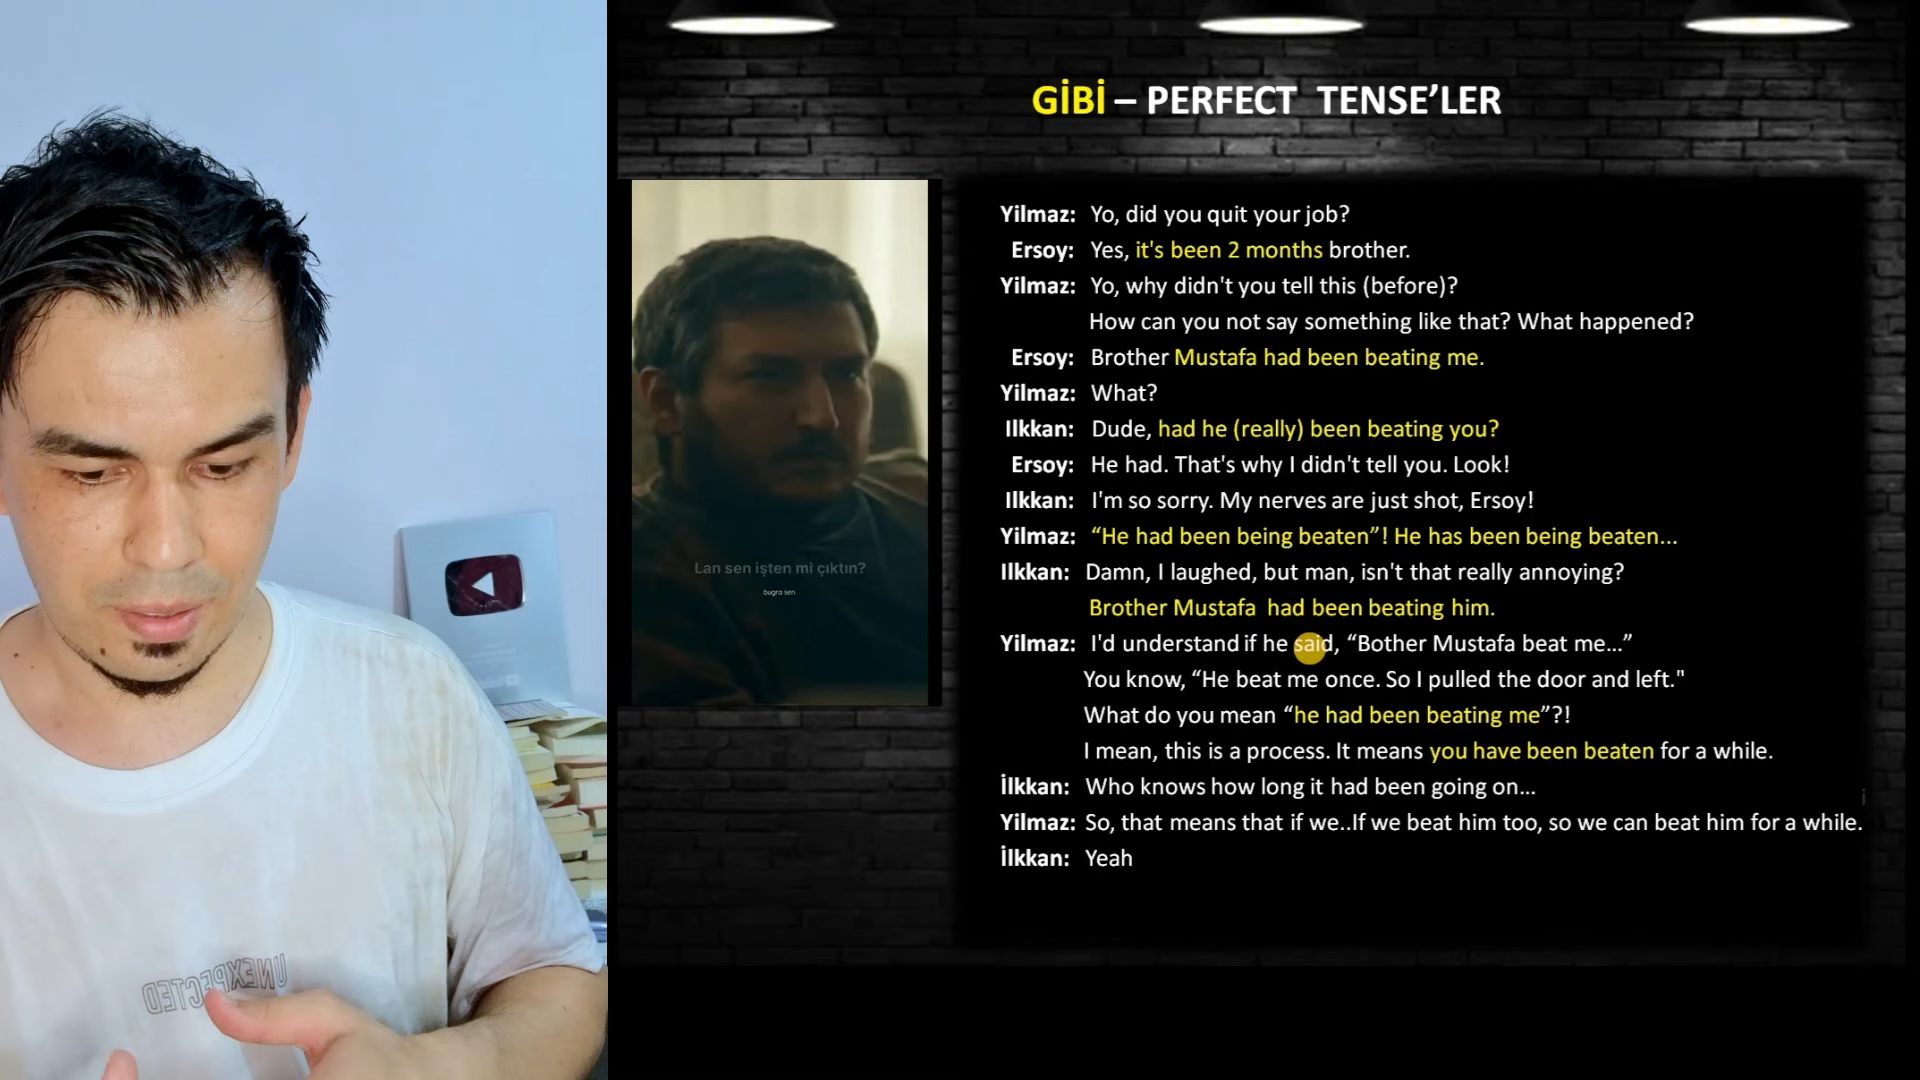 GİBİ – PERFECT TENSE’LER
Yilmaz: Yo, did you quit your job?
Ersoy: Yes, it's been 2 months brother.
Yilmaz: Yo, why didn't you tell this (before)?
How can you not say something like that? What happened?
Ersoy: Brother Mustafa had been beating me.
Yilmaz: What?
Ilkkan: Dude, had he (really) been beating you?
Ersoy: He had. That's why I didn't tell you. Look!
Ilkkan: I'm so sorry. My nerves are just shot, Ersoy!
Yilmaz: “He had been being beaten”! He has been being beaten...
Ilkkan: Damn, I laughed, but man, isn't that really annoying?
Brother Mustafa had been beating him.
Yilmaz: I'd understand if he said, “Bother Mustafa beat me...”
You know, “He beat me once. So I pulled the door and left."
What do you mean “he had been beating me”?!
I mean, this is a process. It means you have been beaten for a while.
İlkkan: Who knows how long it had been going on...
Yilmaz: So, that means that if we..If we beat him too, so we can beat him for a while.
İlkkan: Yeah
Lan sen işten mi çıktın?
bugra sen
UNEXPECTED